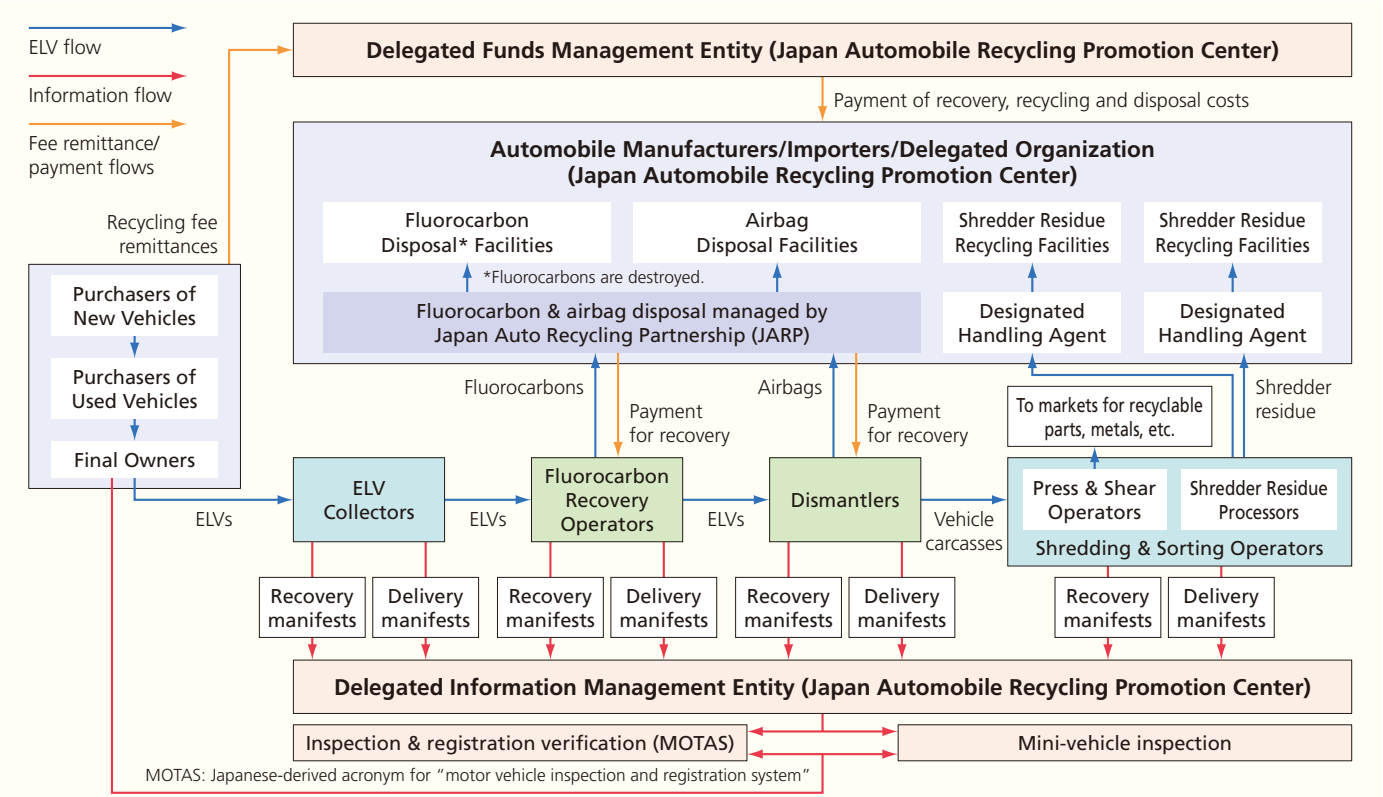 ELV flow
Information flow
Fee remittance/
payment flows
Delegated Funds Management Entity (Japan Automobile Recycling Promotion Center)
Payment of recovery, recycling and disposal costs
Automobile Manufacturers/Importers/Delegated Organization
(Japan Automobile Recycling Promotion Center)
Recycling fee
remittances
Fluorocarbon
Disposal* Facilities
Airbag
Disposal Facilities
Shredder Residue
Recycling Facilities
Shredder Residue
Recycling Facilities
*Fluorocarbons are destroyed.
Fluorocarbon & airbag disposal managed by
Japan Auto Recycling Partnership (JARP)
Designated
Handling Agent
Designated
Handling Agent
Purchasers of
New Vehicles
Purchasers of
Used Vehicles
Final Owners
Fluorocarbons
Payment
for recovery
Airbags
Payment
for recovery
To markets for recyclable
parts, metals, etc.
Shredder
residue
ELVs
ELV
Collectors
ELVs
Fluorocarbon
Recovery
Operators
ELVs
Dismantlers
Vehicle
carcasses
Press & Shear
Operators
Shredder Residue
Processors
Shredding & Sorting Operators
Recovery
manifests
Delivery
manifests
Recovery
manifests
Delivery
manifests
Recovery
manifests
Delivery
manifests
Recovery
manifests
Delivery
manifests
Delegated Information Management Entity (Japan Automobile Recycling Promotion Center)
Inspection & registration verification (MOTAS)
Mini-vehicle inspection
MOTAS: Japanese-derived acronym for “motor vehicle inspection and registration system”